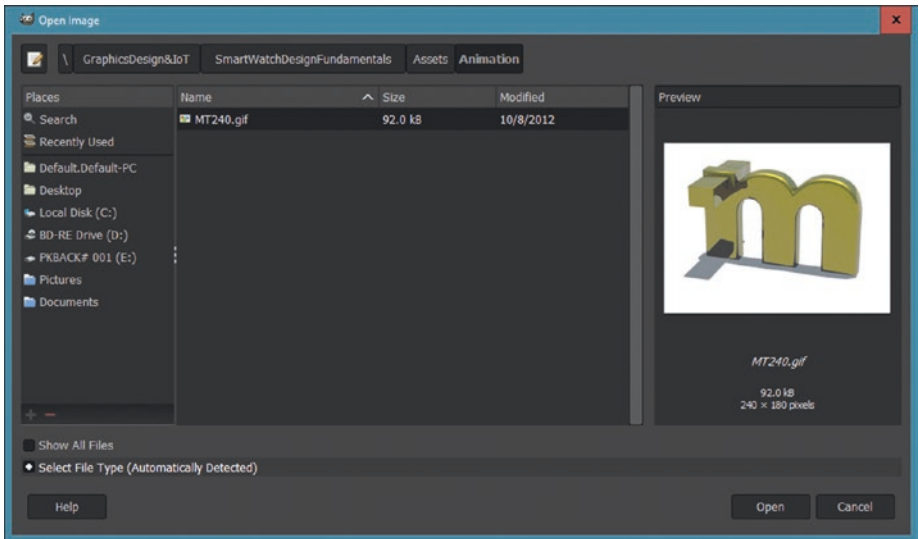 Open Image
x
\ GraphicsDesign&IoT SmartWatchDesignFundamentals Assets Animation
Places Name Size Modified Preview
Search MT240.gif 92.0 kB 10/8/2012
Recently Used
Default.Default-PC
Desktop
Local Disk (C:)
BD-RE Drive (D:)
PKBACK# 001 (E:)
Pictures
Documents
m
MT240.gif
92.0 kB
240 × 180 pixels
Show All Files
Select File Type (Automatically Detected)
Help Open Cancel